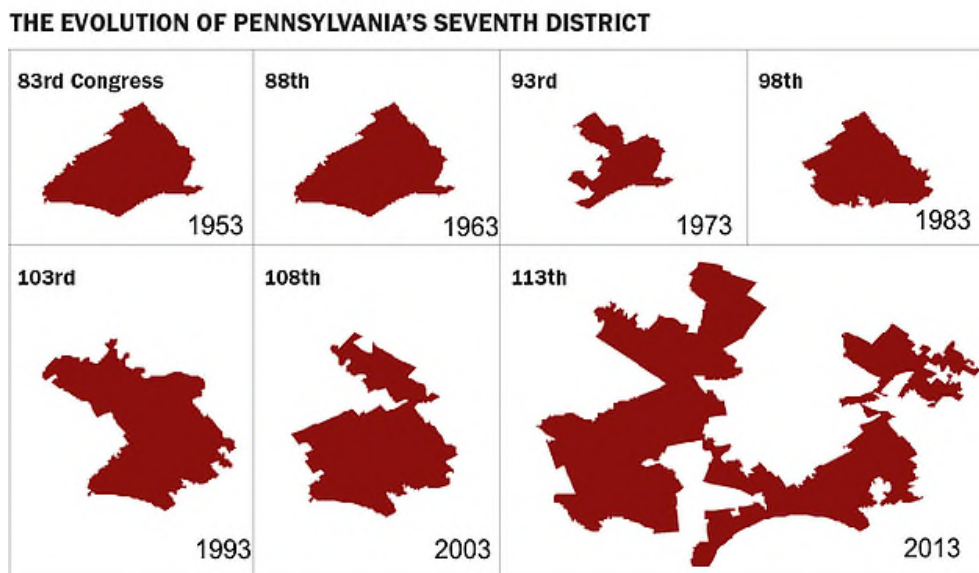 THE EVOLUTION OF PENNSYLVANIA'S SEVENTH DISTRICT
83rd Congress
1953
88th
1963
93rd
1973
98th
1983
103rd
1993
108th
2003
113th
2013